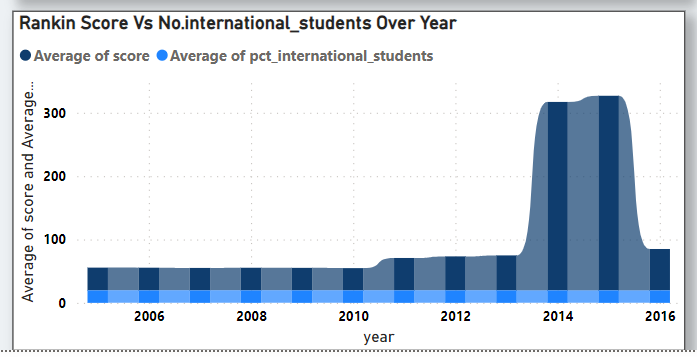 Rankin Score Vs No.international_students Over Year
Average of score Average of pct_international_students
Average of score and Average...
300
200
100
0
2006 2008 2010 2012 2014 2016
year